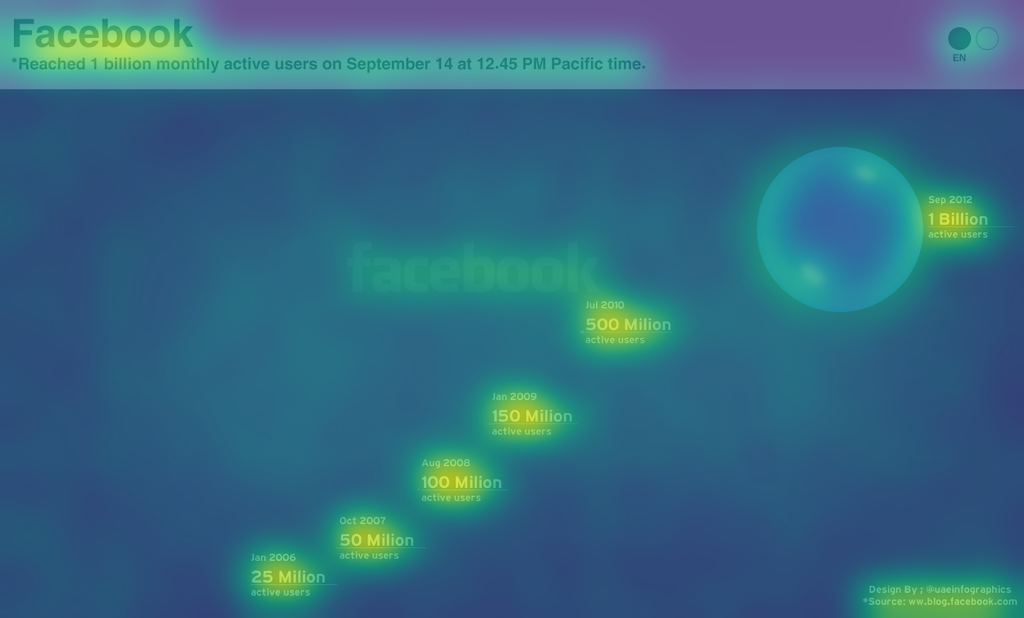 Facebook
*Reached 1 billion monthly active users on September 14 at 12.45 PM Pacific time.
EN
Sep 2012
1 Billion
active users
facebook
Jul 2010
500 Milion
active users
Jan 2009
150 Milion
active users
Aug 2008
100 Milion
active users
Oct 2007
50 Milion
active users
Jan 2006
25 Milion
active users
Design By ; @uaeinfographics
*Source: ww.blog.facebook.com